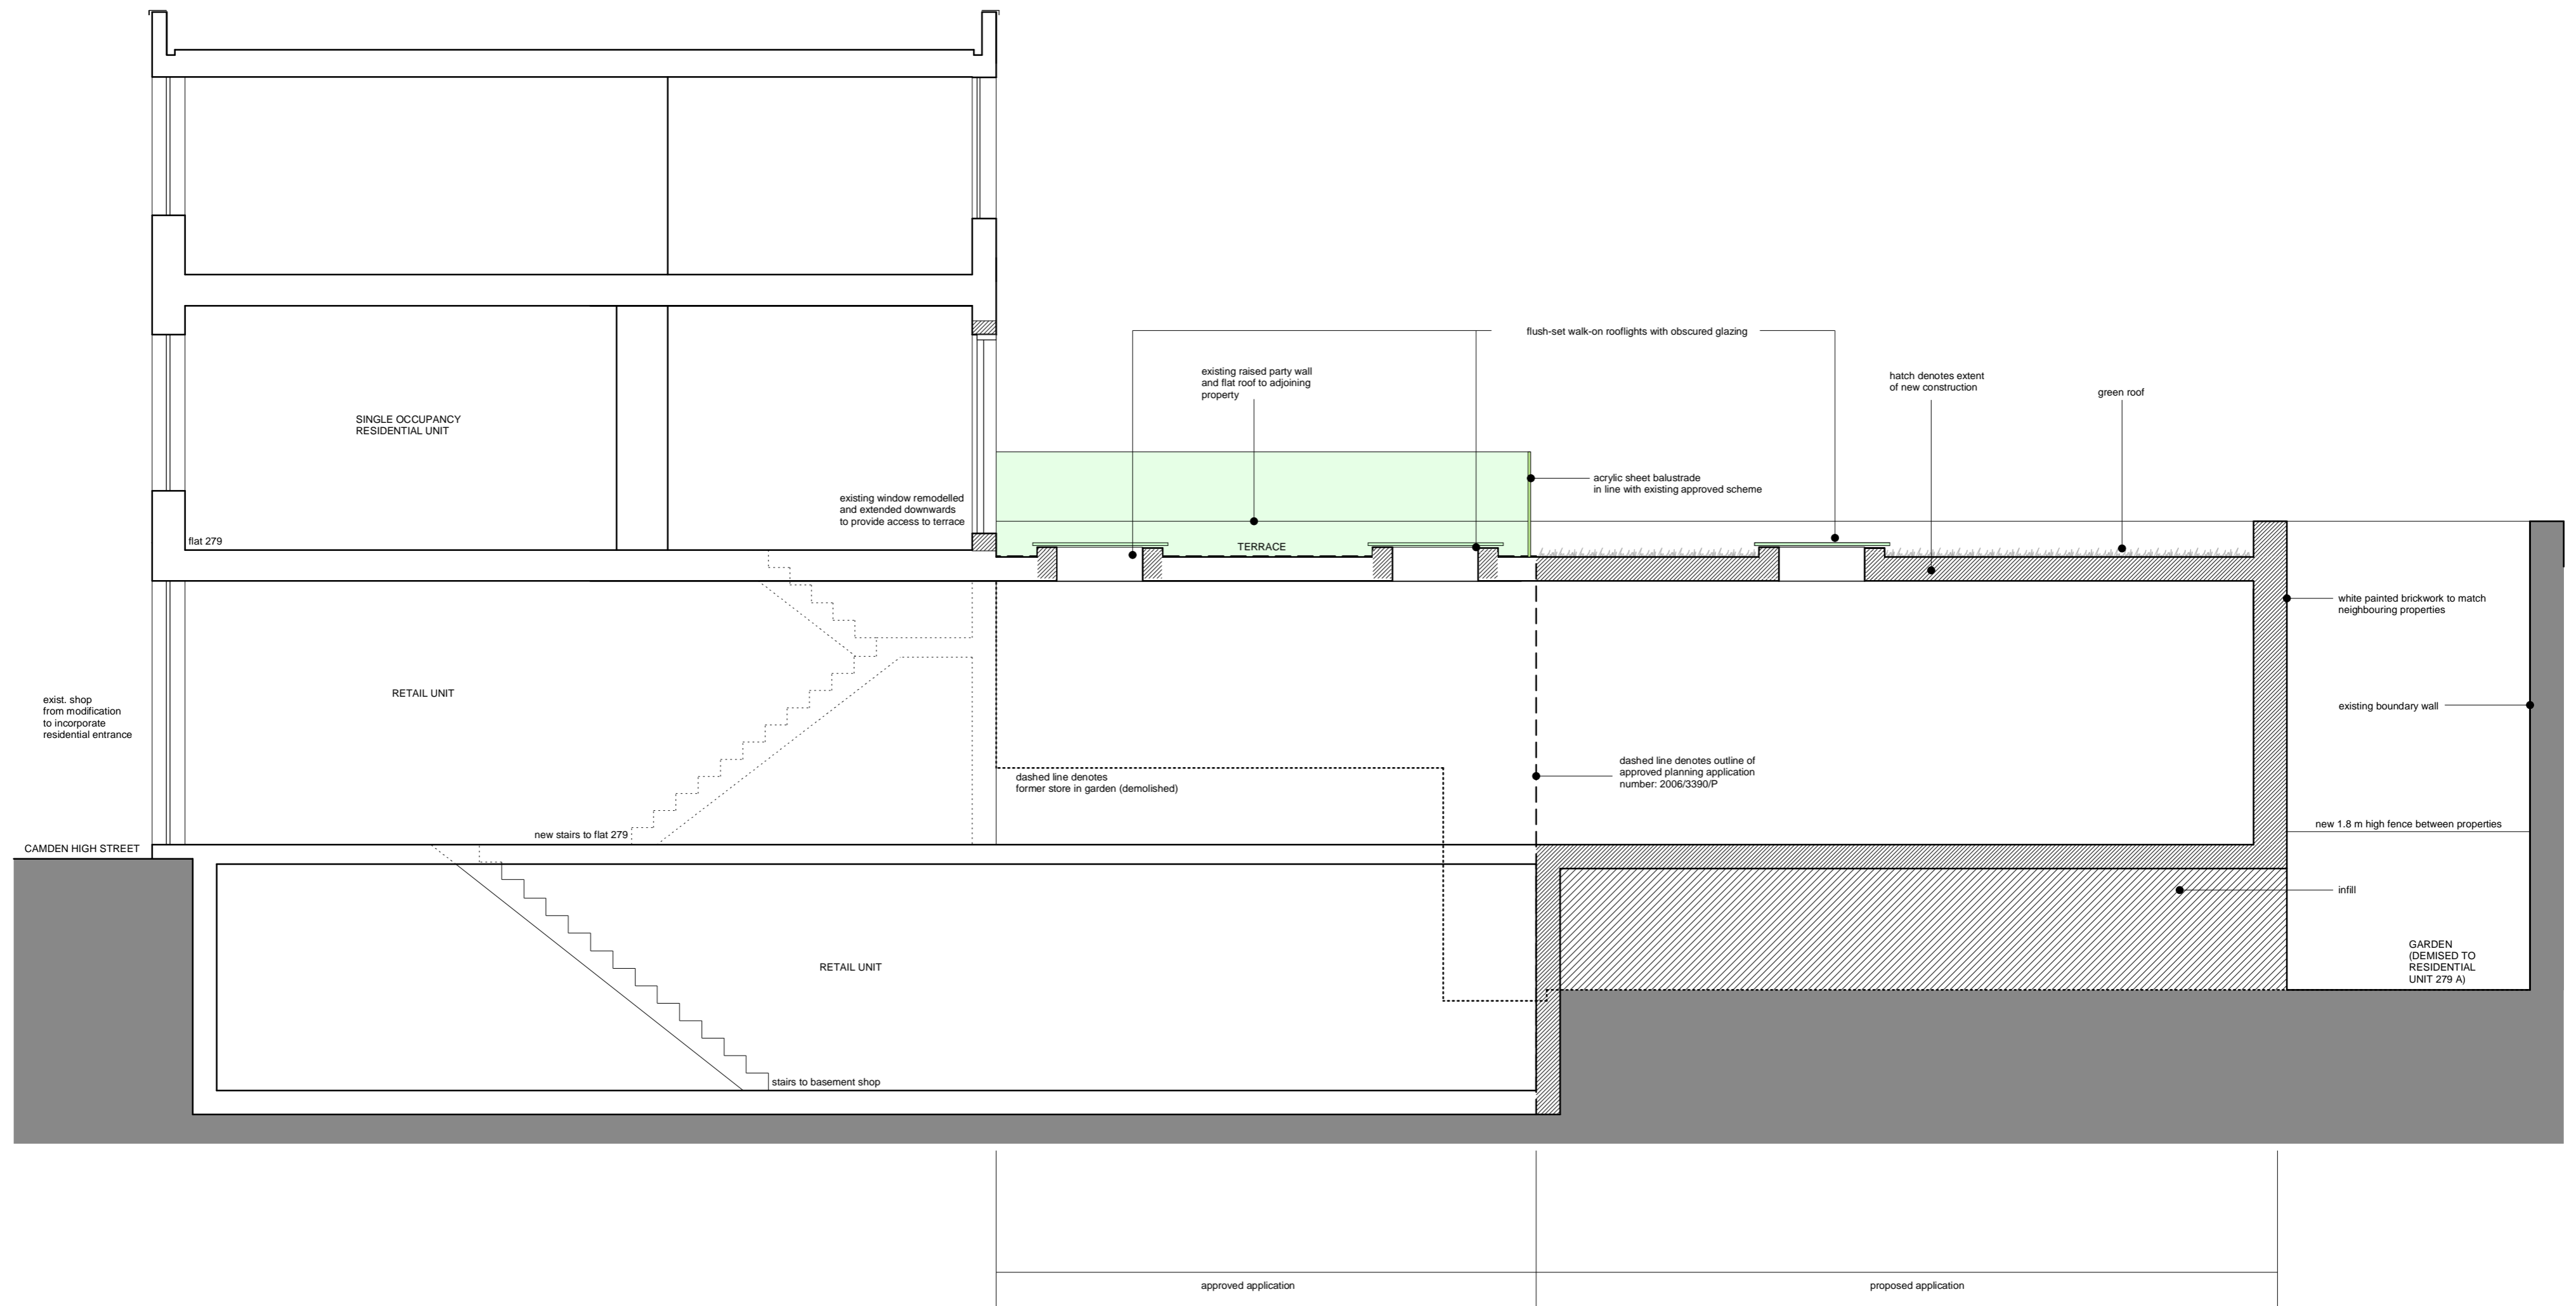 flush-set walk-on rooflights with obscured glazing
existing raised party wall
and flat roof to adjoining
property
hatch denotes extent
of new construction
green roof
SINGLE OCCUPANCY
RESIDENTIAL UNIT
existing window remodelled
and extended downwards
to provide access to terrace
acrylic sheet balustrade
in line with existing approved scheme
flat 279
TERRACE
white painted brickwork to match
neighbouring properties
exist. shop
from modification
to incorporate
residential entrance
RETAIL UNIT
existing boundary wall
dashed line denotes
former store in garden (demolished)
dashed line denotes outline of
approved planning application
number: 2006/3390/P
new stairs to flat 279
new 1.8 m high fence between properties
CAMDEN HIGH STREET
infill
RETAIL UNIT
GARDEN
(DEMISED TO
RESIDENTIAL
UNIT 279 A)
stairs to basement shop
approved application
proposed application